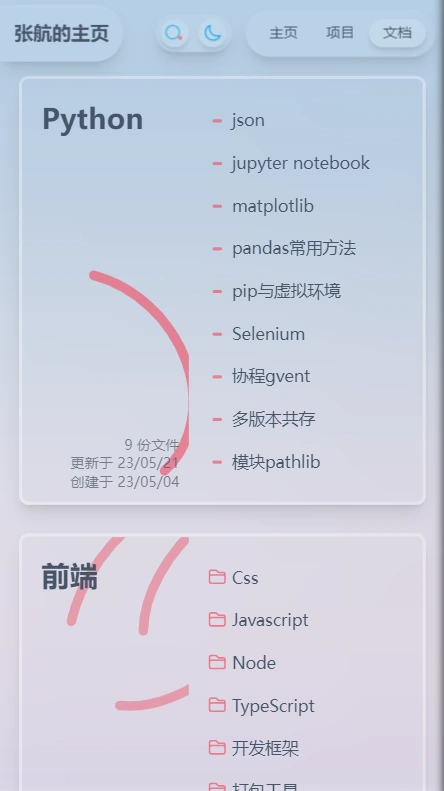 张航的主页
主页 项目 文档
Python
json
jupyter notebook
matplotlib
pandas常用方法
pip与虚拟环境
Selenium
协程gvent
多版本共存
模块pathlib
9 份文件
更新于 23/05/21
创建于 23/05/04
前端
Css
Javascript
Node
TypeScript
开发框架
打包工具